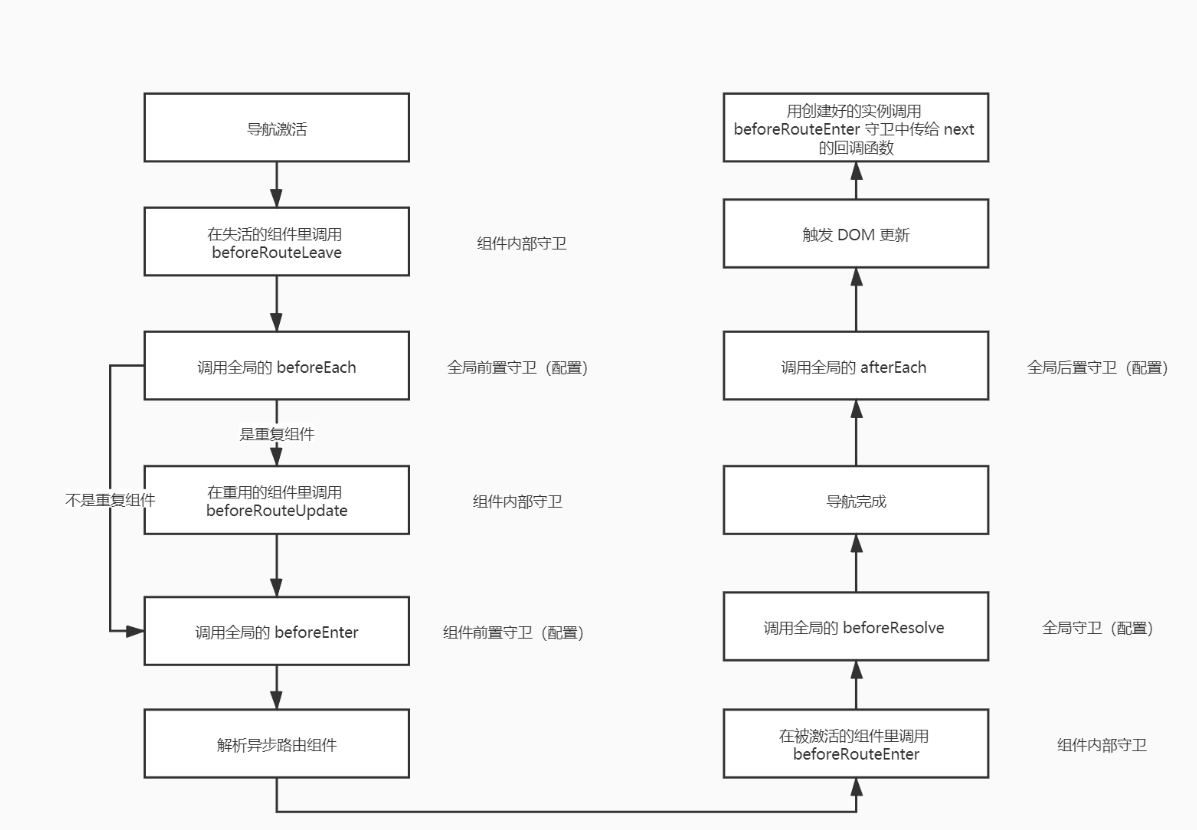 导航激活
在失活的组件里调用
beforeRouteLeave
组件内部守卫
调用全局的 beforeEach
全局前置守卫（配置）
是重复组件
不是重复组件
在重用的组件里调用
beforeRouteUpdate
组件内部守卫
调用全局的 beforeEnter
组件前置守卫（配置）
解析异步路由组件
在被激活的组件里调用
beforeRouteEnter
组件内部守卫
调用全局的 beforeResolve
全局守卫（配置）
导航完成
调用全局的 afterEach
全局后置守卫（配置）
触发 DOM 更新
用创建好的实例调用
beforeRouteEnter 守卫中传给 next
的回调函数